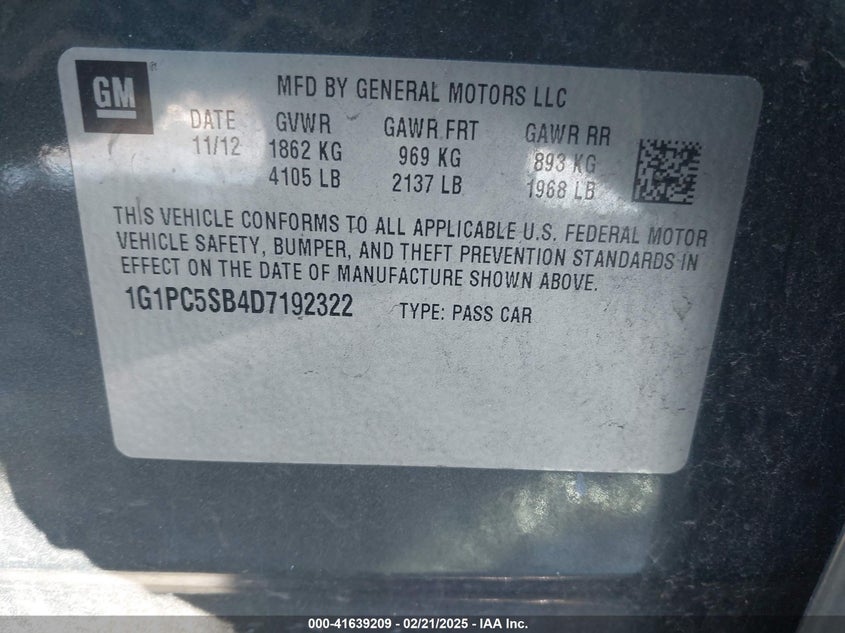 GM
MFD BY GENERAL MOTORS LLC
DATE GVWR GAWR FRT GAWR RR
11/12 1862 KG 969 KG 893 KG
4105 LB 2137 LB 1968 LB
THIS VEHICLE CONFORMS TO ALL APPLICABLE U.S. FEDERAL MOTOR
VEHICLE SAFETY, BUMPER, AND THEFT PREVENTION STANDARDS IN
EFFECT ON THE DATE OF MANUFACTURE SHOWN ABOVE.
1G1PC5SB4D7192322 TYPE: PASS CAR
000-41639209 - 02/21/2025 - IAA Inc.